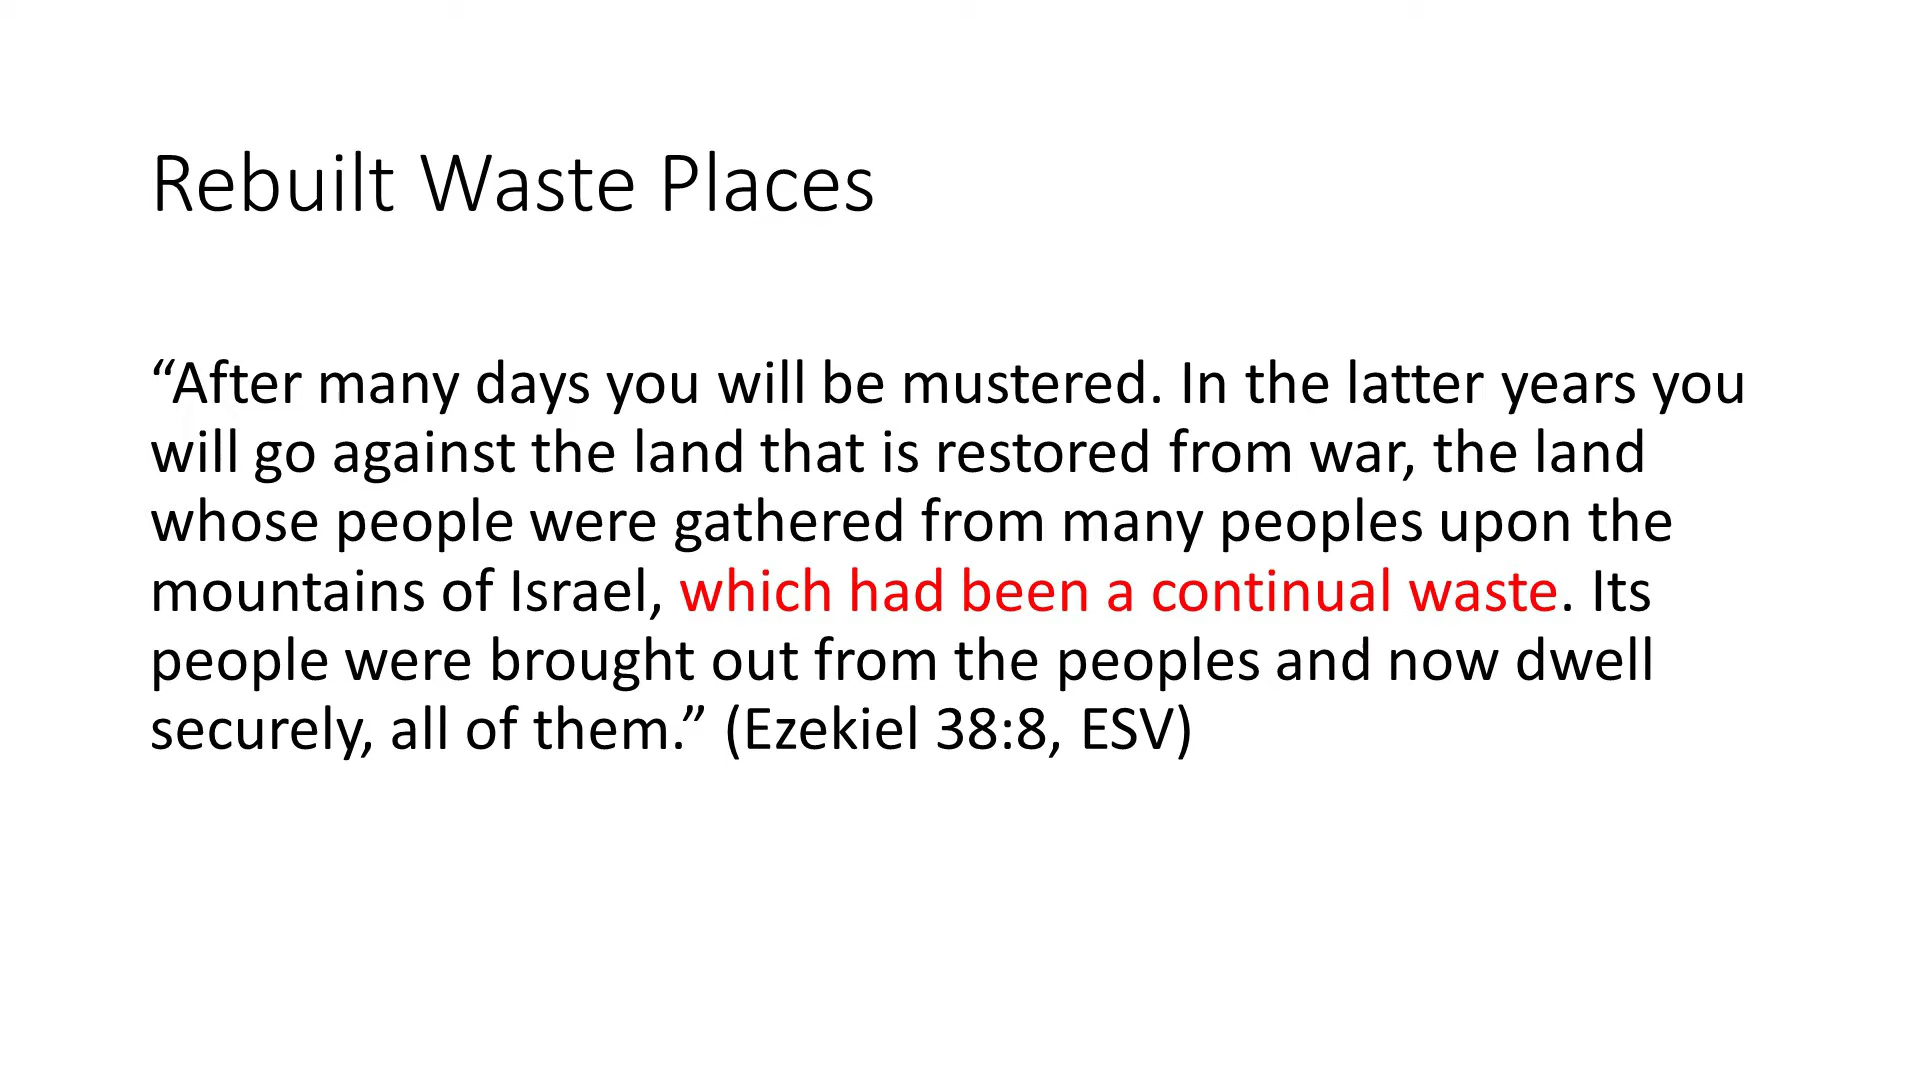 Rebuilt Waste Places
“After many days you will be mustered. In the latter years you
will go against the land that is restored from war, the land
whose people were gathered from many peoples upon the
mountains of Israel, which had been a continual waste. Its
people were brought out from the peoples and now dwell
securely, all of them.” (Ezekiel 38:8, ESV)